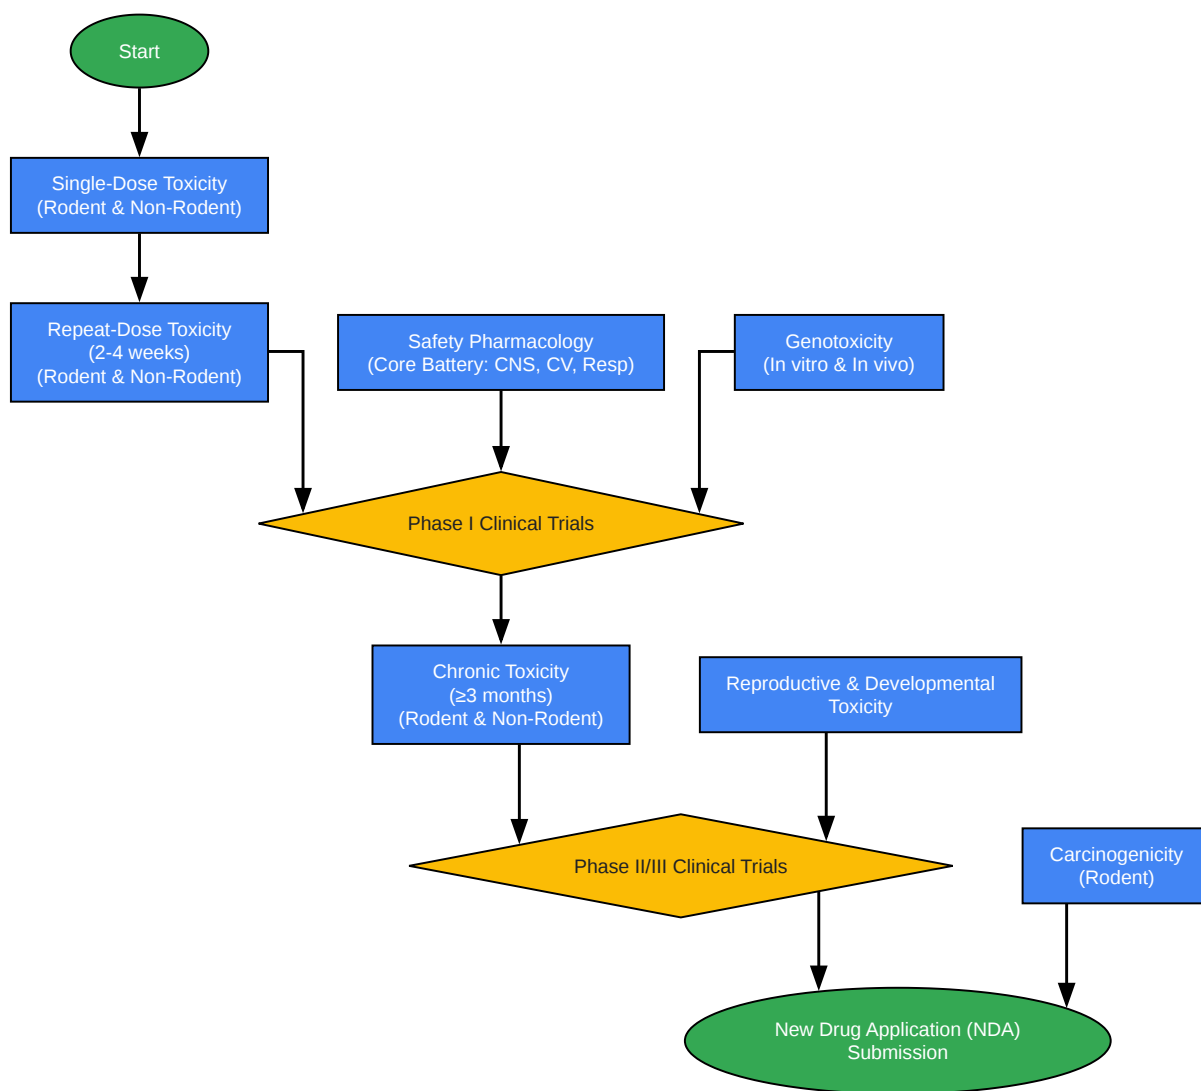 Start
Single-Dose Toxicity
(Rodent & Non-Rodent)
Repeat-Dose Toxicity
(2-4 weeks)
(Rodent & Non-Rodent)
Safety Pharmacology
(Core Battery: CNS, CV, Resp)
Genotoxicity
(In vitro & In vivo)
Phase I Clinical Trials
Chronic Toxicity
(≥3 months)
(Rodent & Non-Rodent)
Reproductive & Developmental
Toxicity
Phase II/III Clinical Trials
Carcinogenicity
(Rodent)
New Drug Application (NDA)
Submission